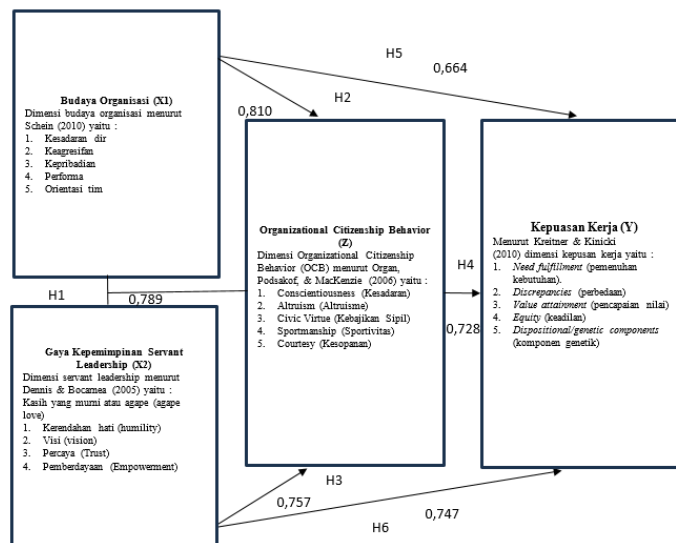 Budaya Organisasi (X1)
Dimensi budaya organisasi menurut
Schein (2010) yaitu :
1. Kesadaran dir
2. Keagresifan
3. Kepribadian
4. Performa
5. Orientasi tim
H5
0,664
H2
0,810
Organizational Citizenship Behavior
(Z)
Dimensi Organizational Citizenship
Behavior (OCB) menurut Organ,
Podsakof, & MacKenzie (2006) yaitu :
1. Conscientiousness (Kesadaran)
2. Altruism (Altruisme)
3. Civic Virtue (Kebajikan Sipil)
4. Sportmanship (Sportivitas)
5. Courtesy (Kesopanan)
Kepuasan Kerja (Y)
Menurut Kreitner & Kinicki
(2010) dimensi kepusan kerja yaitu :
1. Need fulfillment (pemenuhan
kebutuhan).
2. Discrepancies (perbedaan)
3. Value attainment (pencapaian nilai)
4. Equity (keadilan)
5. Dispositional/genetic components
(komponen genetik)
H4
0,728
H1
0,789
Gaya Kepemimpinan Servant
Leadership (X2)
Dimensi servant leadership menurut
Dennis & Bocarnea (2005) yaitu :
Kasih yang murni atau agape (agape
love)
1. Kerendahan hati (humility)
2. Visi (vision)
3. Percaya (Trust)
4. Pemberdayaan (Empowerment)
H3
0,757
0,747
H6